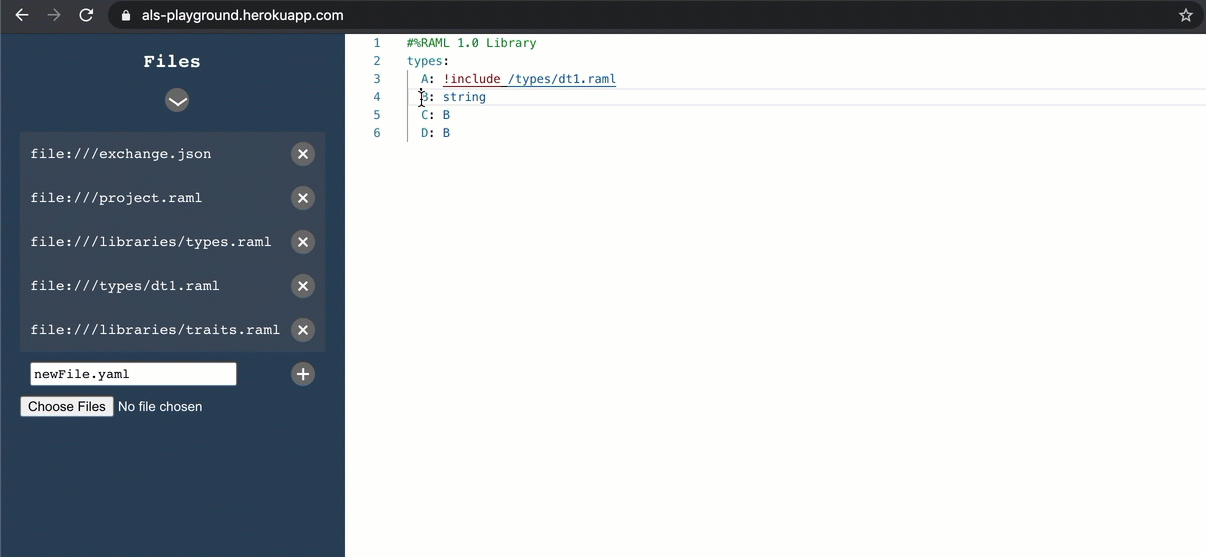 als-playground.herokuapp.com
Files
file:///exchange.json
file:///project.raml
file:///libraries/types.raml
file:///types/dt1.raml
file:///libraries/traits.raml
newFile.yaml
Choose Files No file chosen
1 #%RAML 1.0 Library
2 types:
3 A: !include /types/dt1.raml
4 B: string
5 C: B
6 D: B